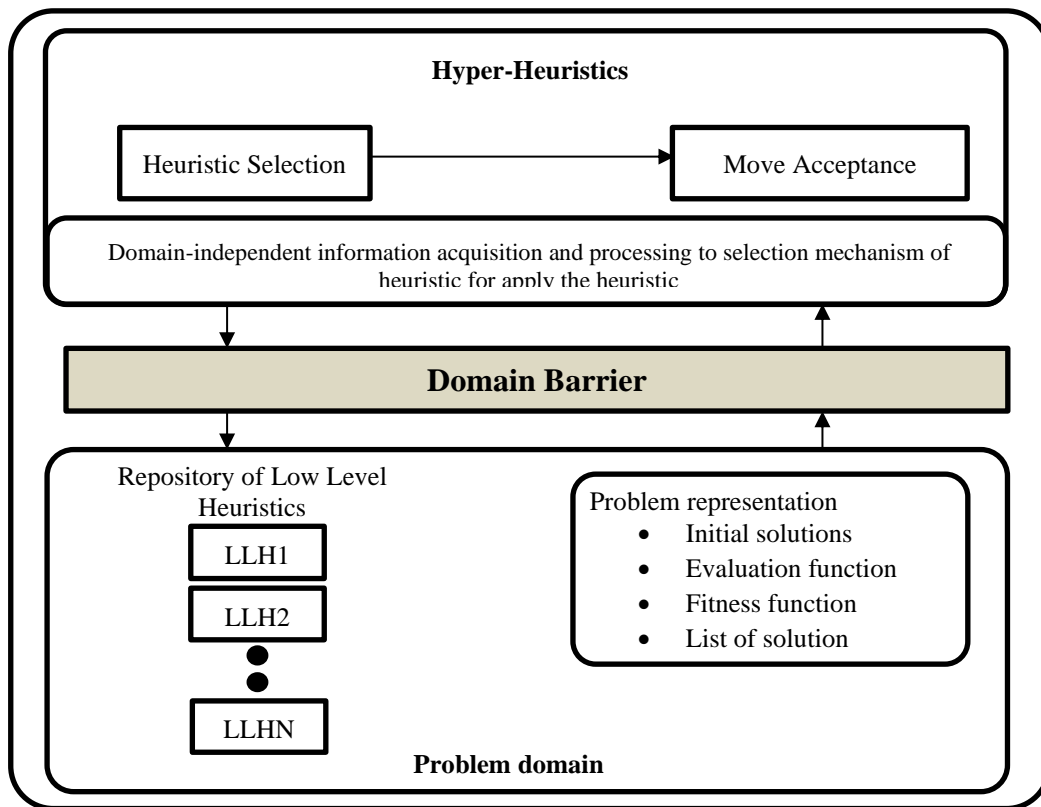 Hyper-Heuristics
Heuristic Selection
Move Acceptance
Domain-independent information acquisition and processing to selection mechanism of
heuristic for apply the heuristic
Domain Barrier
Repository of Low Level
Heuristics
LLH1
LLH2
LLHN
Problem representation
• Initial solutions
• Evaluation function
• Fitness function
• List of solution
Problem domain